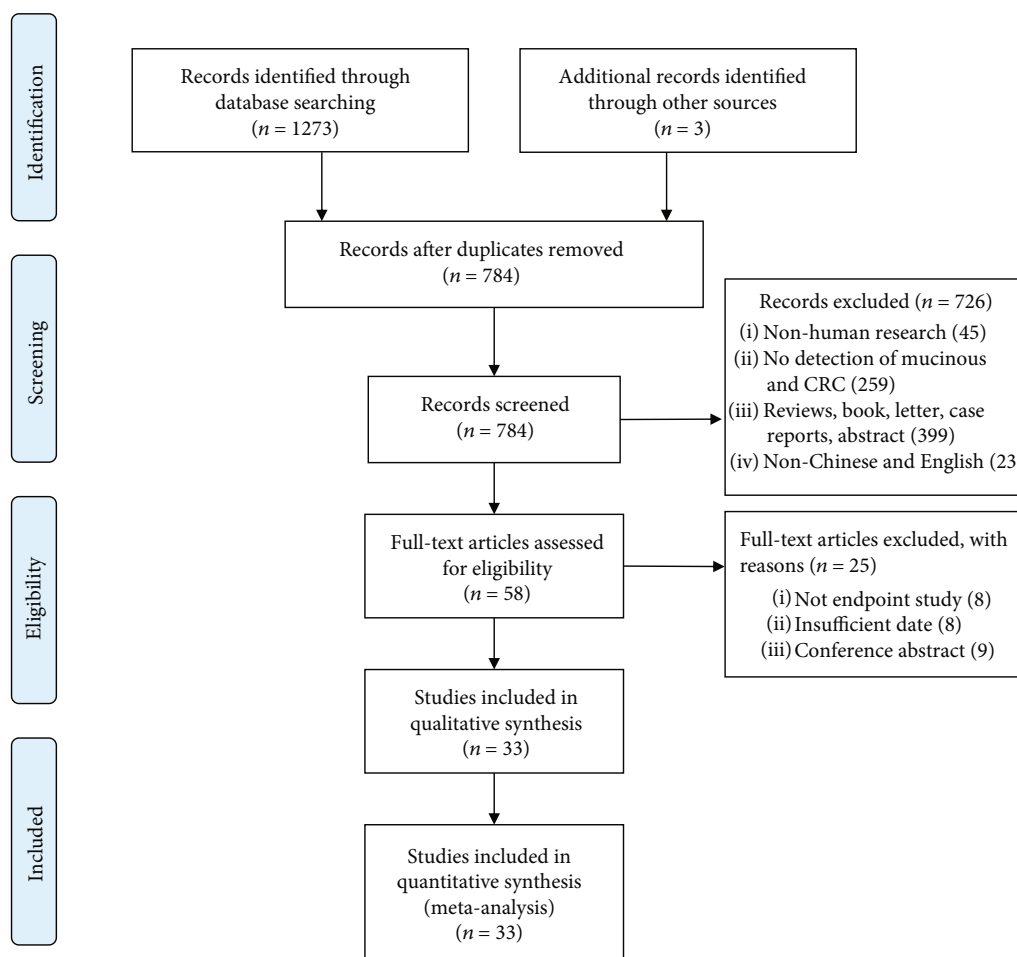 Identification
Records identified through
database searching
(n = 1273)
Additional records identified
through other sources
(n = 3)
Records after duplicates removed
(n = 784)
Screening
Records screened
(n = 784)
Records excluded (n = 726)
(i) Non-human research (45)
(ii) No detection of mucinous
and CRC (259)
(iii) Reviews, book, letter, case
reports, abstract (399)
(iv) Non-Chinese and English (23
Eligibility
Full-text articles assessed
for eligibility
(n = 58)
Full-text articles excluded, with
reasons (n = 25)
(i) Not endpoint study (8)
(ii) Insufficient date (8)
(iii) Conference abstract (9)
Studies included in
qualitative synthesis
(n = 33)
Included
Studies included in
quantitative synthesis
(meta-analysis)
(n = 33)